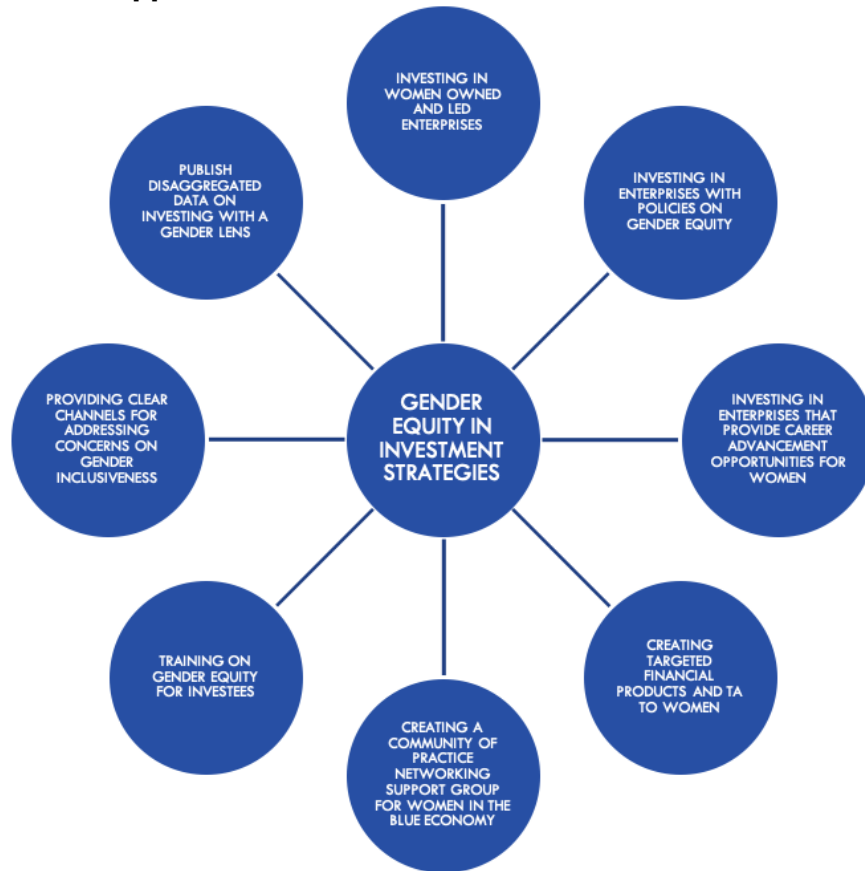 INVESTING IN
WOMEN OWNED
AND LED
ENTERPRISES
INVESTING IN
ENTERPRISES WITH
POLICIES ON
GENDER EQUITY
INVESTING IN
ENTERPRISES THAT
PROVIDE CAREER
ADVANCEMENT
OPPORTUNITIES FOR
WOMEN
CREATING
TARGETED
FINANCIAL
PRODUCTS AND TA
TO WOMEN
CREATING A
COMMUNITY OF
PRACTICE
NETWORKING
SUPPORT GROUP
FOR WOMEN IN THE
BLUE ECONOMY
TRAINING ON
GENDER EQUITY
FOR INVESTEES
PROVIDING CLEAR
CHANNELS FOR
ADDRESSING
CONCERNS ON
GENDER
INCLUSIVENESS
PUBLISH
DISAGGREGATED
DATA ON
INVESTING WITH A
GENDER LENS
GENDER
EQUITY IN
INVESTMENT
STRATEGIES